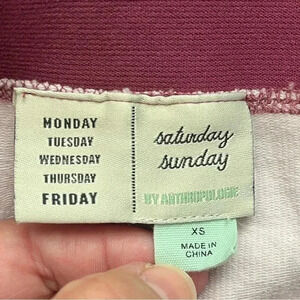 MONDAY
TUESDAY
WEDNESDAY
THURSDAY
FRIDAY
saturday
sunday
BY ANTHROPOLOGIE
XS
MADE IN
CHINA